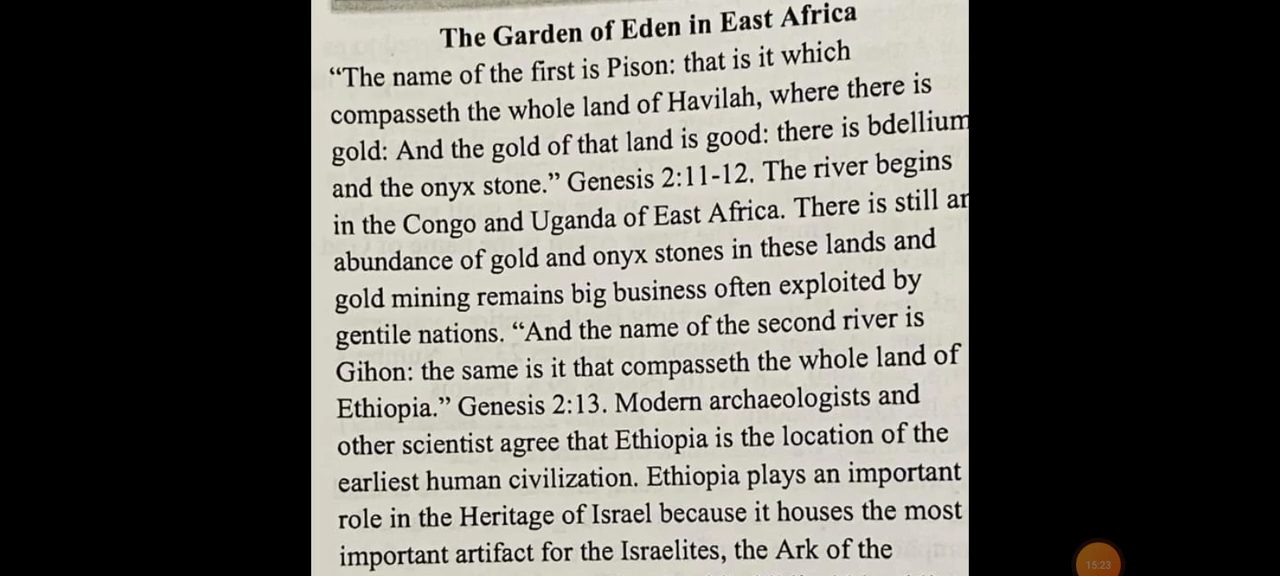 The Garden of Eden in East Africa
“The name of the first is Pison: that is it which
compasseth the whole land of Havilah, where there is
gold: And the gold of that land is good: there is bdellium
and the onyx stone.” Genesis 2:11-12. The river begins
in the Congo and Uganda of East Africa. There is still an
abundance of gold and onyx stones in these lands and
gold mining remains big business often exploited by
gentile nations. “And the name of the second river is
Gihon: the same is it that compasseth the whole land of
Ethiopia.” Genesis 2:13. Modern archaeologists and
other scientist agree that Ethiopia is the location of the
earliest human civilization. Ethiopia plays an important
role in the Heritage of Israel because it houses the most
important artifact for the Israelites, the Ark of the
15:23